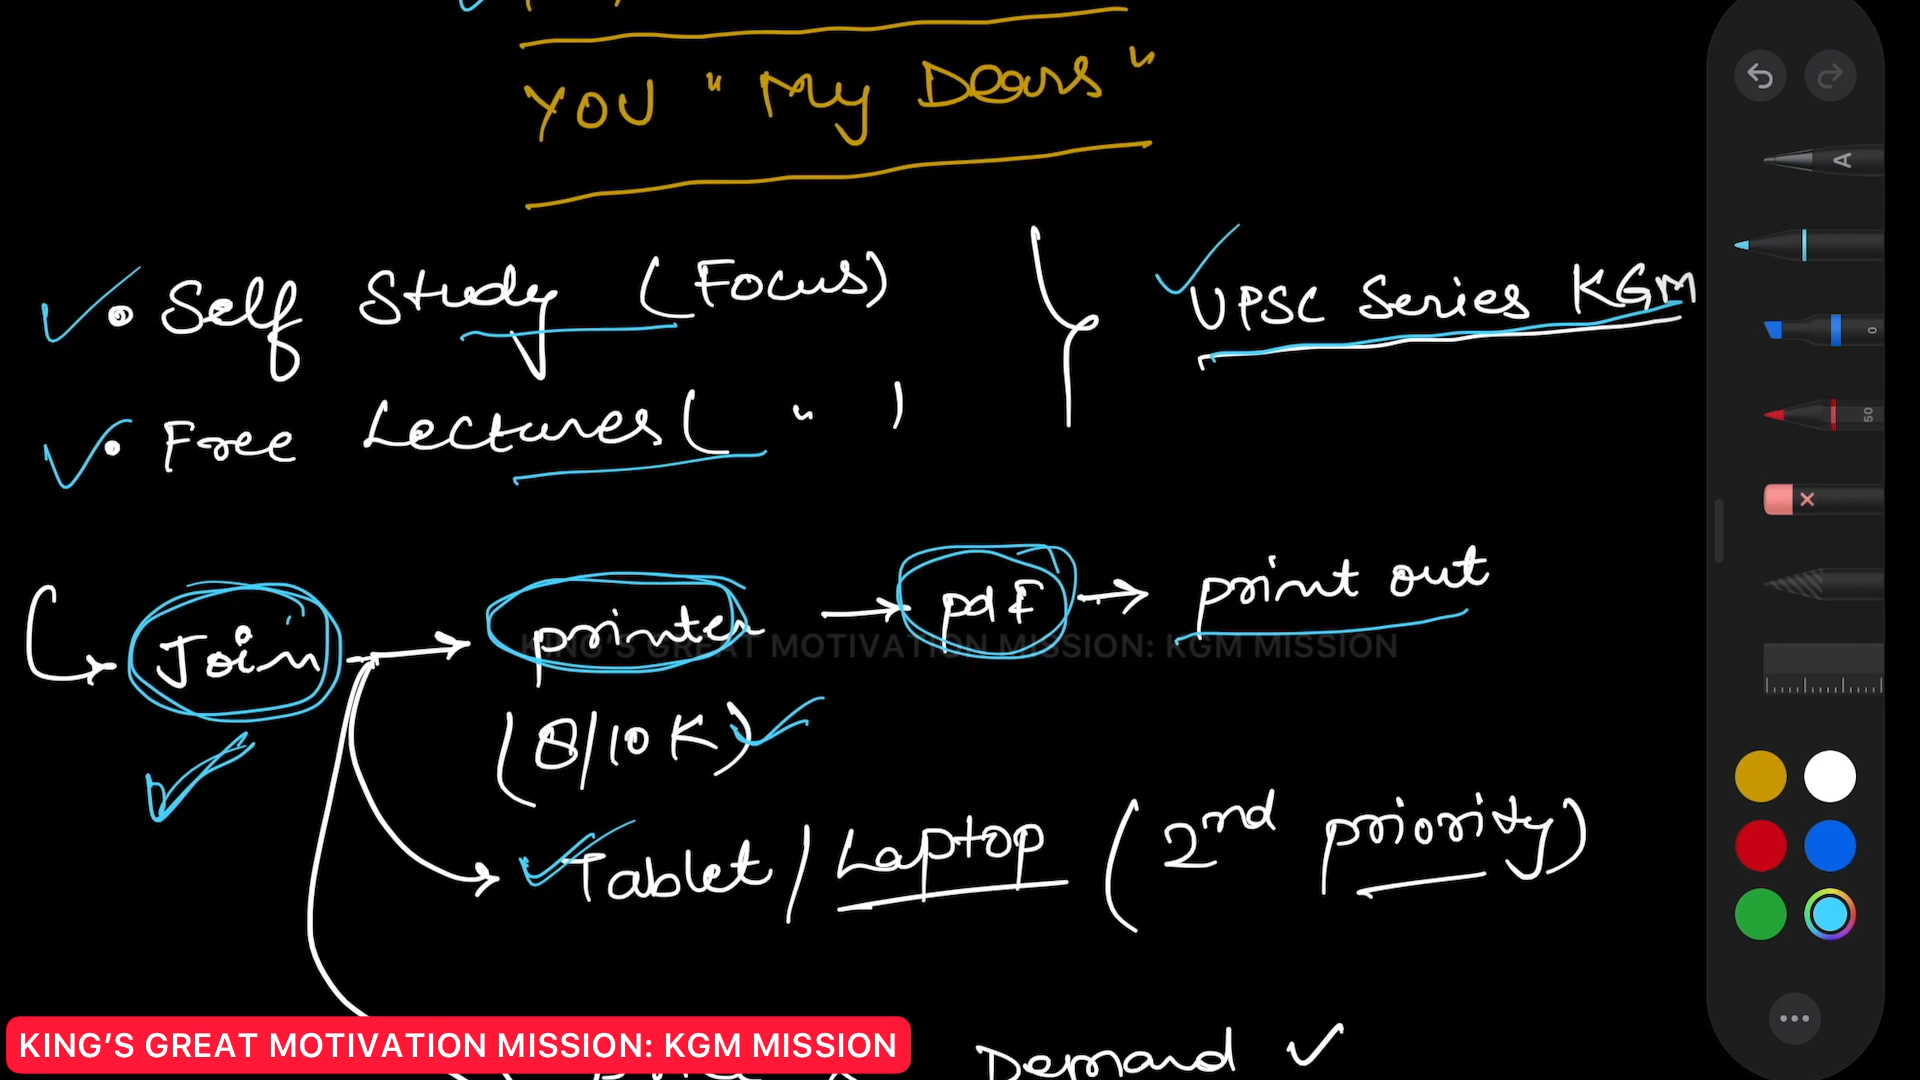 YOU " My Dears "
• Self Study (Focus)
UPSC Series KGM
• Free Lectures ( " )
Join → printer → pdf → print out
KING'S GREAT MOTIVATION MISSION: KGM MISSION
(8/10 K)
Tablet / Laptop (2nd priority)
KING'S GREAT MOTIVATION MISSION: KGM MISSION
Demand ✓